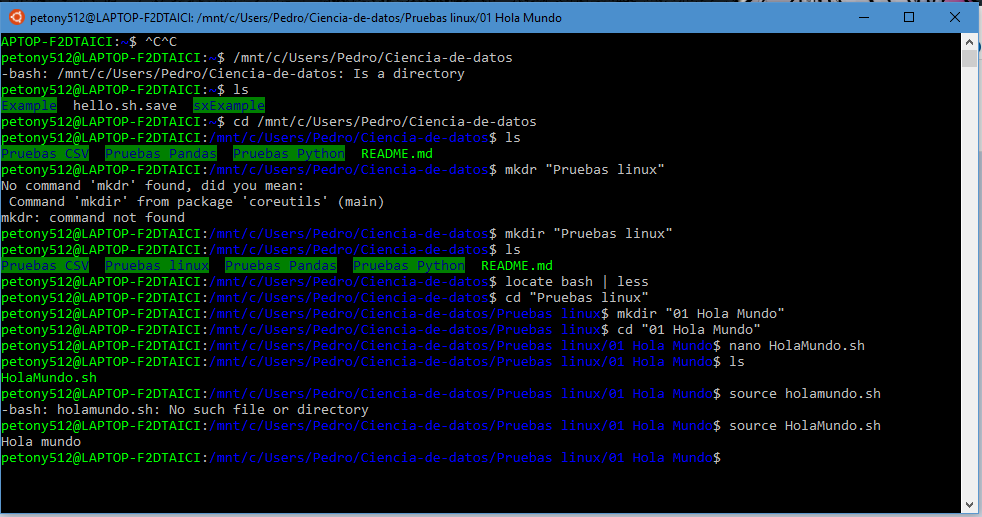 petony512@LAPTOP-F2DTAICI: /mnt/c/Users/Pedro/Ciencia-de-datos/Pruebas linux/01 Hola Mundo
APTOP-F2DTAICI:~$ ^C^C
petony512@LAPTOP-F2DTAICI:~$ /mnt/c/Users/Pedro/Ciencia-de-datos
-bash: /mnt/c/Users/Pedro/Ciencia-de-datos: Is a directory
petony512@LAPTOP-F2DTAICI:~$ ls
Example  hello.sh.save  sxExample
petony512@LAPTOP-F2DTAICI:~$ cd /mnt/c/Users/Pedro/Ciencia-de-datos
petony512@LAPTOP-F2DTAICI:/mnt/c/Users/Pedro/Ciencia-de-datos$ ls
Pruebas CSV  Pruebas Pandas  Pruebas Python  README.md
petony512@LAPTOP-F2DTAICI:/mnt/c/Users/Pedro/Ciencia-de-datos$ mkdr "Pruebas linux"
No command 'mkdr' found, did you mean:
 Command 'mkdir' from package 'coreutils' (main)
mkdr: command not found
petony512@LAPTOP-F2DTAICI:/mnt/c/Users/Pedro/Ciencia-de-datos$ mkdir "Pruebas linux"
petony512@LAPTOP-F2DTAICI:/mnt/c/Users/Pedro/Ciencia-de-datos$ ls
Pruebas CSV  Pruebas linux  Pruebas Pandas  Pruebas Python  README.md
petony512@LAPTOP-F2DTAICI:/mnt/c/Users/Pedro/Ciencia-de-datos$ locate bash | less
petony512@LAPTOP-F2DTAICI:/mnt/c/Users/Pedro/Ciencia-de-datos$ cd "Pruebas linux"
petony512@LAPTOP-F2DTAICI:/mnt/c/Users/Pedro/Ciencia-de-datos/Pruebas linux$ mkdir "01 Hola Mundo"
petony512@LAPTOP-F2DTAICI:/mnt/c/Users/Pedro/Ciencia-de-datos/Pruebas linux$ cd "01 Hola Mundo"
petony512@LAPTOP-F2DTAICI:/mnt/c/Users/Pedro/Ciencia-de-datos/Pruebas linux/01 Hola Mundo$ nano HolaMundo.sh
petony512@LAPTOP-F2DTAICI:/mnt/c/Users/Pedro/Ciencia-de-datos/Pruebas linux/01 Hola Mundo$ ls
HolaMundo.sh
petony512@LAPTOP-F2DTAICI:/mnt/c/Users/Pedro/Ciencia-de-datos/Pruebas linux/01 Hola Mundo$ source holamundo.sh
-bash: holamundo.sh: No such file or directory
petony512@LAPTOP-F2DTAICI:/mnt/c/Users/Pedro/Ciencia-de-datos/Pruebas linux/01 Hola Mundo$ source HolaMundo.sh
Hola mundo
petony512@LAPTOP-F2DTAICI:/mnt/c/Users/Pedro/Ciencia-de-datos/Pruebas linux/01 Hola Mundo$